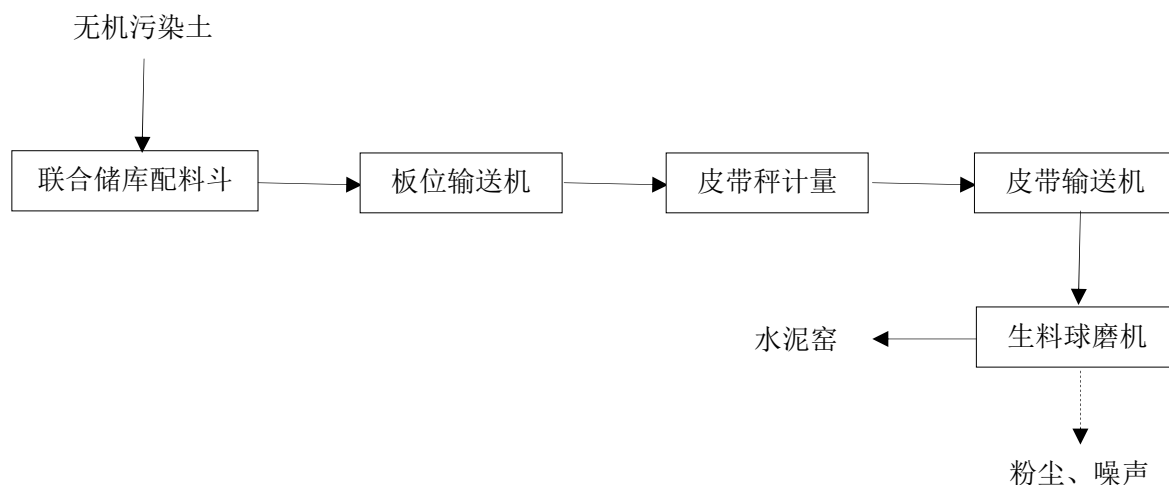 无机污染土
联合储库配料斗
板位输送机
皮带秤计量
皮带输送机
水泥窑
生料球磨机
粉尘、噪声